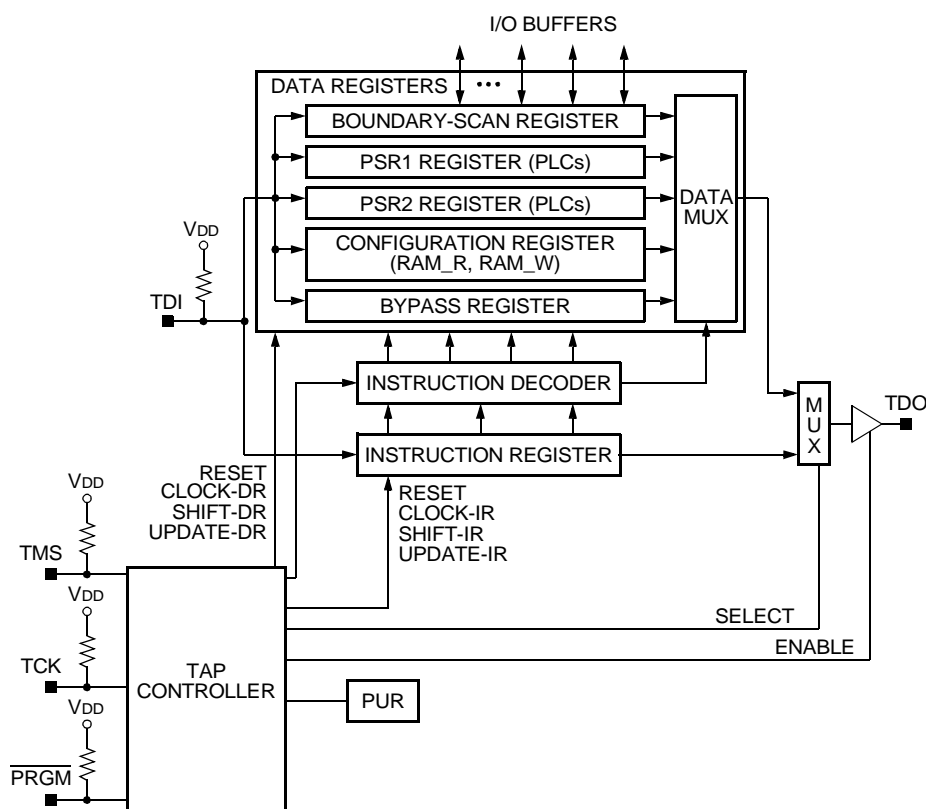 I/O BUFFERS
DATA REGISTERS
•••
BOUNDARY-SCAN REGISTER
PSR1 REGISTER (PLCs)
PSR2 REGISTER (PLCs)
CONFIGURATION REGISTER
(RAM_R, RAM_W)
BYPASS REGISTER
DATA
MUX
VDD
TDI
INSTRUCTION DECODER
INSTRUCTION REGISTER
M
U
X
TDO
RESET
CLOCK-DR
SHIFT-DR
UPDATE-DR
RESET
CLOCK-IR
SHIFT-IR
UPDATE-IR
VDD
TMS
VDD
TCK
VDD
PRGM
TAP
CONTROLLER
SELECT
ENABLE
PUR